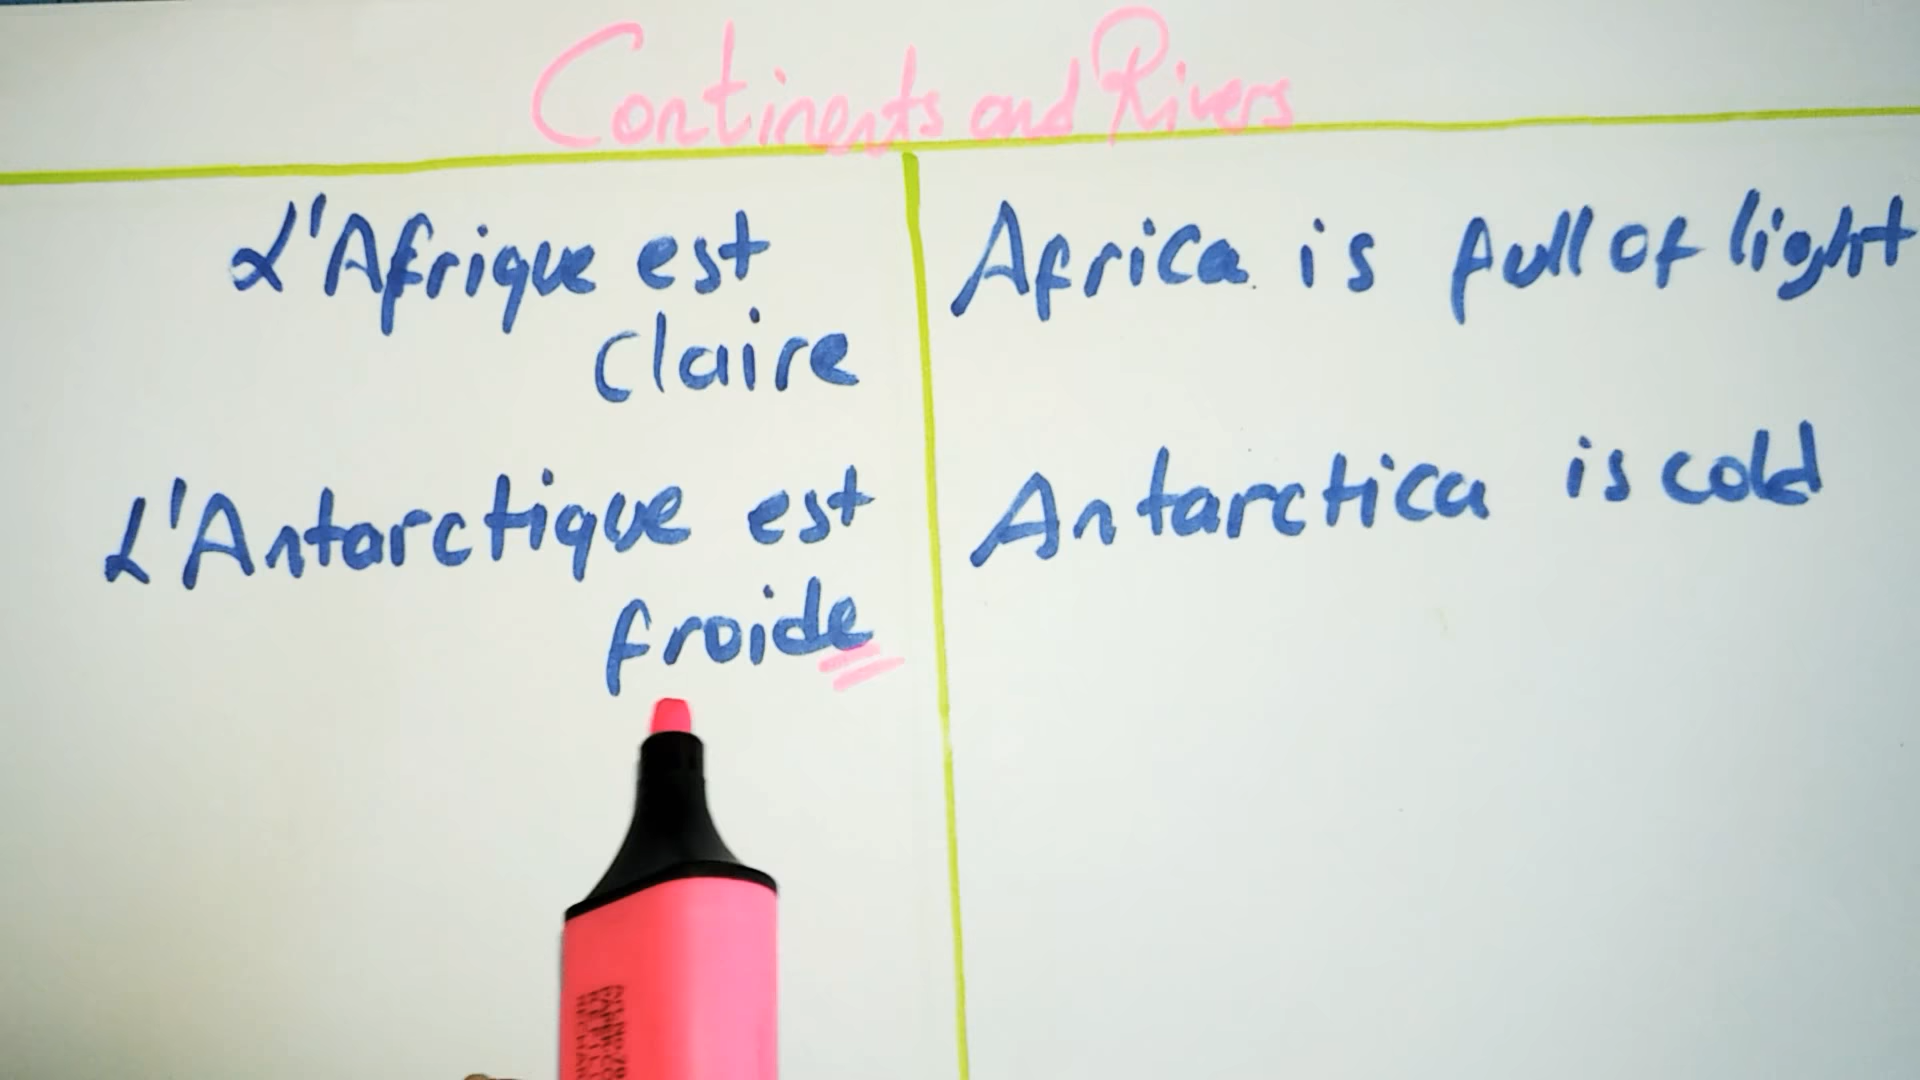 Continents and Rivers
L'Afrique est
claire
Africa is full of light
L'Antarctique est
froide
Antarctica is cold